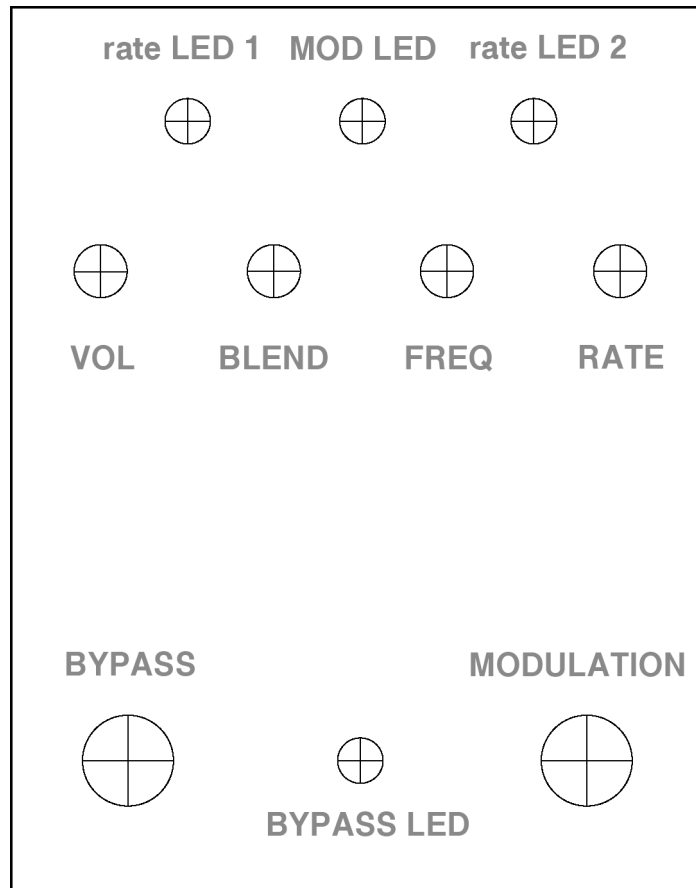 rate LED 1 MOD LED rate LED 2
VOL BLEND FREQ RATE
BYPASS MODULATION
BYPASS LED